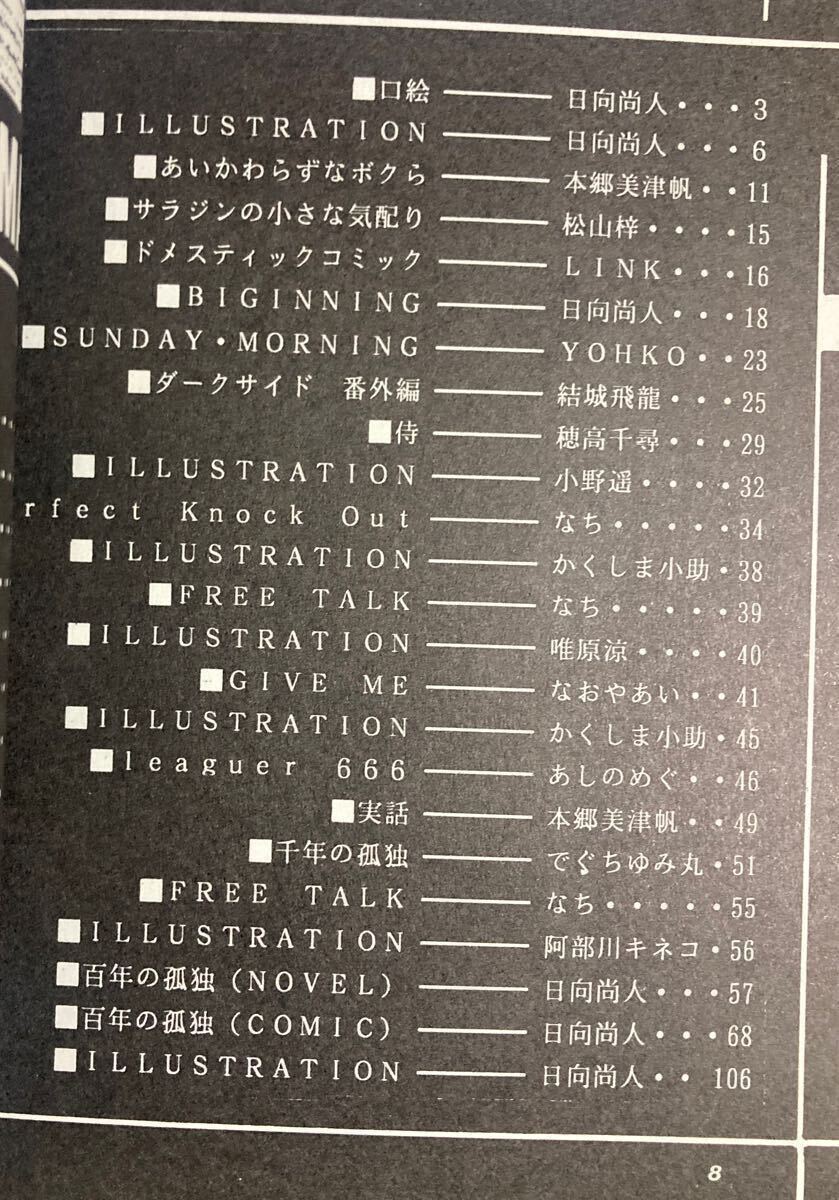 ■口絵 ――― 日向尚人・・・3
■ILLUSTRATION ――― 日向尚人・・・6
■あいかわらずなボクら ――― 本郷美津帆・・11
■サラジンの小さな気配り ――― 松山梓・・・・15
■ドメスティックコミック ――― LINK・・・16
■BIGINNING ――― 日向尚人・・・18
■SUNDAY・MORNING ――― YOHKO・・23
■ダークサイド 番外編 ――― 結城飛龍・・・25
■侍 ――― 穂高千尋・・・29
■ILLUSTRATION ――― 小野遥・・・・32
rfect Knock Out ――― なち・・・・・34
■ILLUSTRATION ――― かくしま小助・38
■FREE TALK ――― なち・・・・・39
■ILLUSTRATION ――― 唯原涼・・・・40
■GIVE ME ――― なおやあい・・41
■ILLUSTRATION ――― かくしま小助・45
■leaguer 666 ――― あしのめぐ・・46
■実話 ――― 本郷美津帆・・49
■千年の孤独 ――― でぐちゆみ丸・51
■FREE TALK ――― なち・・・・・55
■ILLUSTRATION ――― 阿部川キネコ・56
■百年の孤独(NOVEL) ――― 日向尚人・・・57
■百年の孤独(COMIC) ――― 日向尚人・・・68
■ILLUSTRATION ――― 日向尚人・・106
8